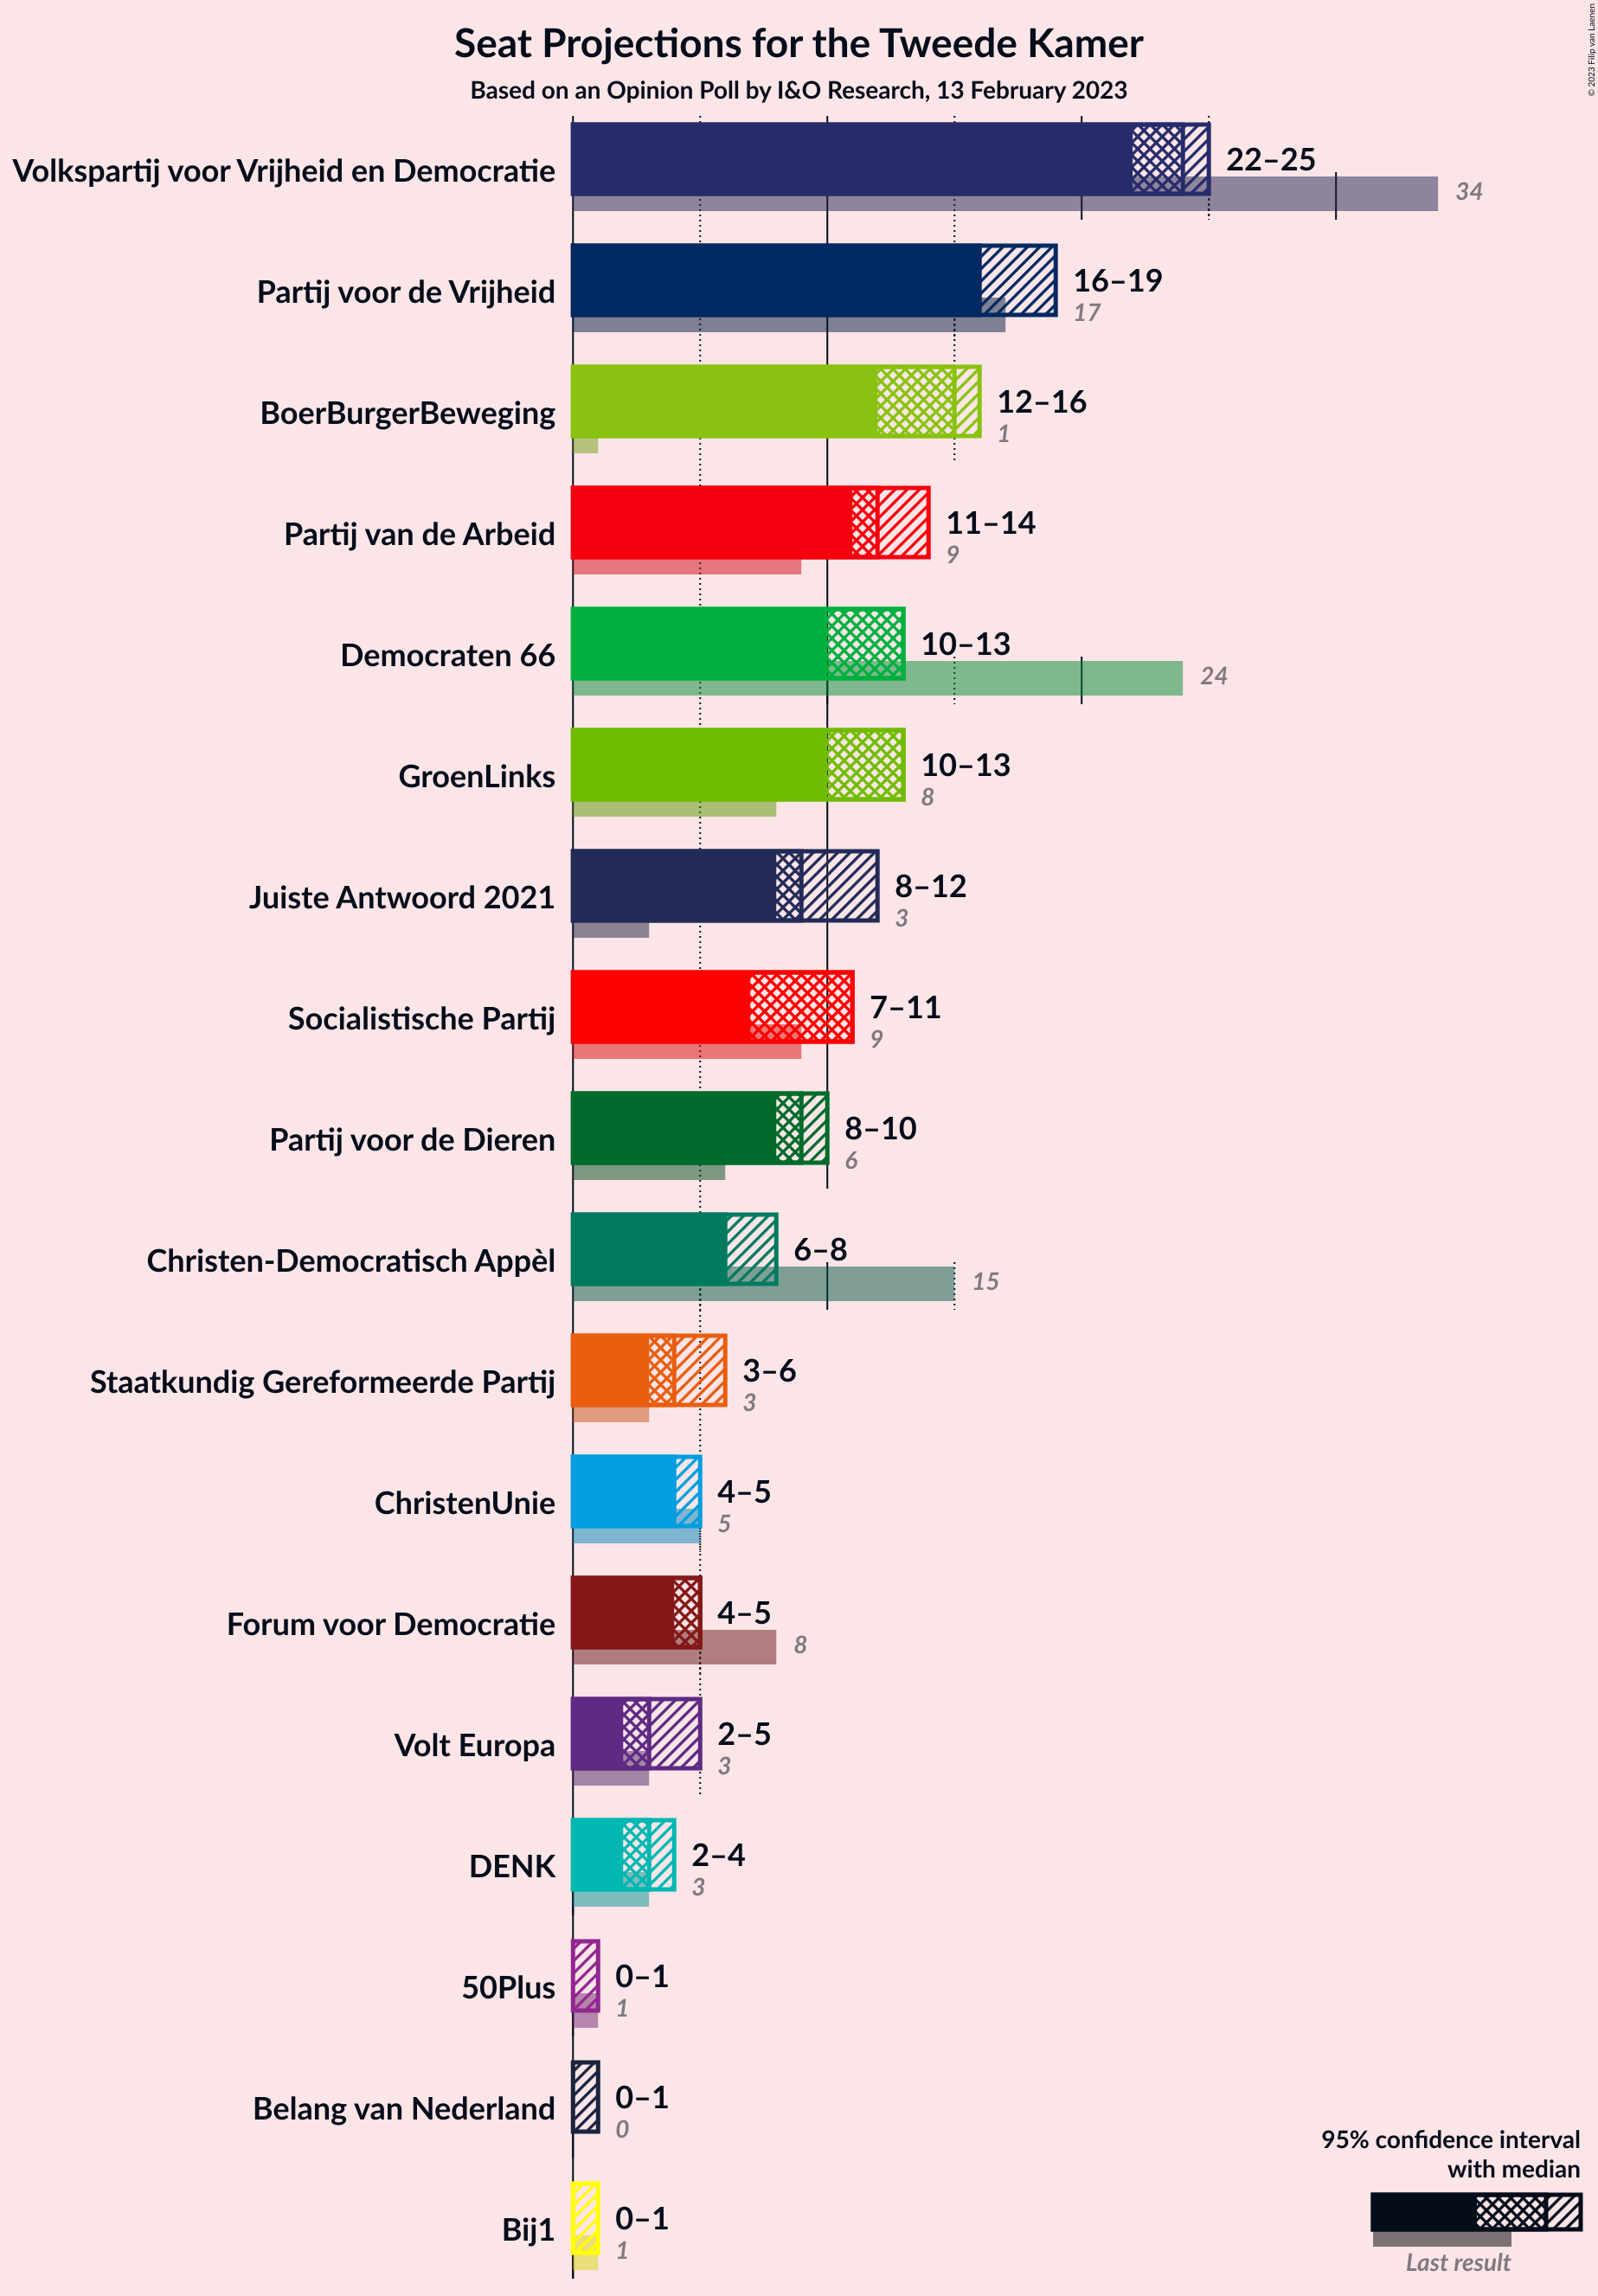 Seat Projections for the Tweede Kamer
Based on an Opinion Poll by I&O Research, 13 February 2023
© 2023 Filip van Laenen
Volkspartij voor Vrijheid en Democratie
22–25
34
Partij voor de Vrijheid
16–19
17
BoerBurgerBeweging
12–16
1
Partij van de Arbeid
11–14
9
Democraten 66
10–13
24
GroenLinks
10–13
8
Juiste Antwoord 2021
8–12
3
Socialistische Partij
7–11
9
Partij voor de Dieren
8–10
6
Christen-Democratisch Appèl
6–8
15
Staatkundig Gereformeerde Partij
3–6
3
ChristenUnie
4–5
5
Forum voor Democratie
4–5
8
Volt Europa
2–5
3
DENK
2–4
3
50Plus
0–1
1
Belang van Nederland
0–1
0
Bij1
0–1
1
95% confidence interval
with median
Last result